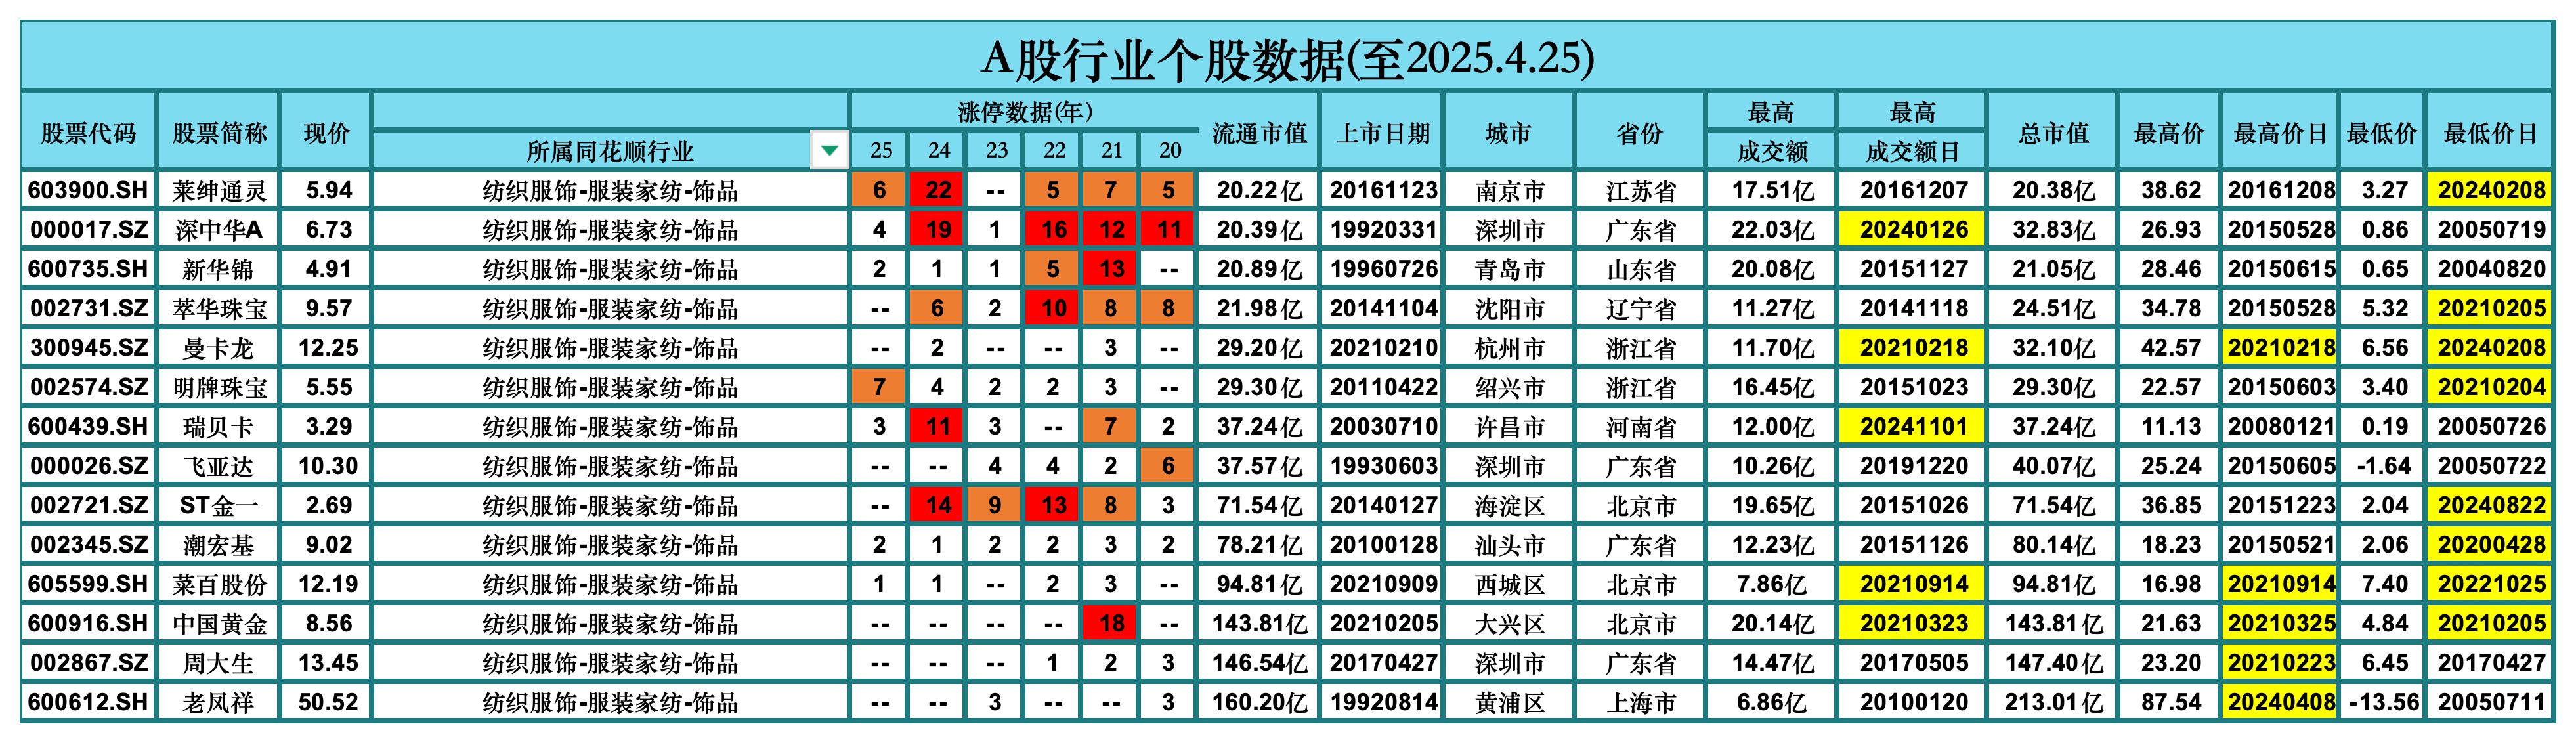 A股行业个股数据(至2025.4.25)
股票代码 股票简称 现价 所属同花顺行业 涨停数据(年) 25 24 23 22 21 20 流通市值 上市日期 城市 省份 最高成交额 最高成交额日 总市值 最高价 最高价日 最低价 最低价日
603900.SH 莱绅通灵 5.94 纺织服饰-服装家纺-饰品 6 22 -- 5 7 5 20.22亿 20161123 南京市 江苏省 17.51亿 20161207 20.38亿 38.62 20161208 3.27 20240208
000017.SZ 深中华A 6.73 纺织服饰-服装家纺-饰品 4 19 1 16 12 11 20.39亿 19920331 深圳市 广东省 22.03亿 20240126 32.83亿 26.93 20150528 0.86 20050719
600735.SH 新华锦 4.91 纺织服饰-服装家纺-饰品 2 1 1 5 13 -- 20.89亿 19960726 青岛市 山东省 20.08亿 20151127 21.05亿 28.46 20150615 0.65 20040820
002731.SZ 萃华珠宝 9.57 纺织服饰-服装家纺-饰品 -- 6 2 10 8 8 21.98亿 20141104 沈阳市 辽宁省 11.27亿 20141118 24.51亿 34.78 20150528 5.32 20210205
300945.SZ 曼卡龙 12.25 纺织服饰-服装家纺-饰品 -- 2 -- -- 3 -- 29.20亿 20210210 杭州市 浙江省 11.70亿 20210218 32.10亿 42.57 20210218 6.56 20240208
002574.SZ 明牌珠宝 5.55 纺织服饰-服装家纺-饰品 7 4 2 2 3 -- 29.30亿 20110422 绍兴市 浙江省 16.45亿 20151023 29.30亿 22.57 20150603 3.40 20210204
600439.SH 瑞贝卡 3.29 纺织服饰-服装家纺-饰品 3 11 3 -- 7 2 37.24亿 20030710 许昌市 河南省 12.00亿 20241101 37.24亿 11.13 20080121 0.19 20050726
000026.SZ 飞亚达 10.30 纺织服饰-服装家纺-饰品 -- -- 4 4 2 6 37.57亿 19930603 深圳市 广东省 10.26亿 20191220 40.07亿 25.24 20150605 -1.64 20050722
002721.SZ ST金一 2.69 纺织服饰-服装家纺-饰品 -- 14 9 13 8 3 71.54亿 20140127 海淀区 北京市 19.65亿 20151026 71.54亿 36.85 20151223 2.04 20240822
002345.SZ 潮宏基 9.02 纺织服饰-服装家纺-饰品 2 1 2 2 3 2 78.21亿 20100128 汕头市 广东省 12.23亿 20151126 80.14亿 18.23 20150521 2.06 20200428
605599.SH 菜百股份 12.19 纺织服饰-服装家纺-饰品 1 1 -- 2 3 -- 94.81亿 20210909 西城区 北京市 7.86亿 20210914 94.81亿 16.98 20210914 7.40 20221025
600916.SH 中国黄金 8.56 纺织服饰-服装家纺-饰品 -- -- -- -- 18 -- 143.81亿 20210205 大兴区 北京市 20.14亿 20210323 143.81亿 21.63 20210325 4.84 20210205
002867.SZ 周大生 13.45 纺织服饰-服装家纺-饰品 -- -- -- 1 2 3 146.54亿 20170427 深圳市 广东省 14.47亿 20170505 147.40亿 23.20 20210223 6.45 20170427
600612.SH 老凤祥 50.52 纺织服饰-服装家纺-饰品 -- -- 3 -- -- 3 160.20亿 19920814 黄浦区 上海市 6.86亿 20100120 213.01亿 87.54 20240408 -13.56 20050711